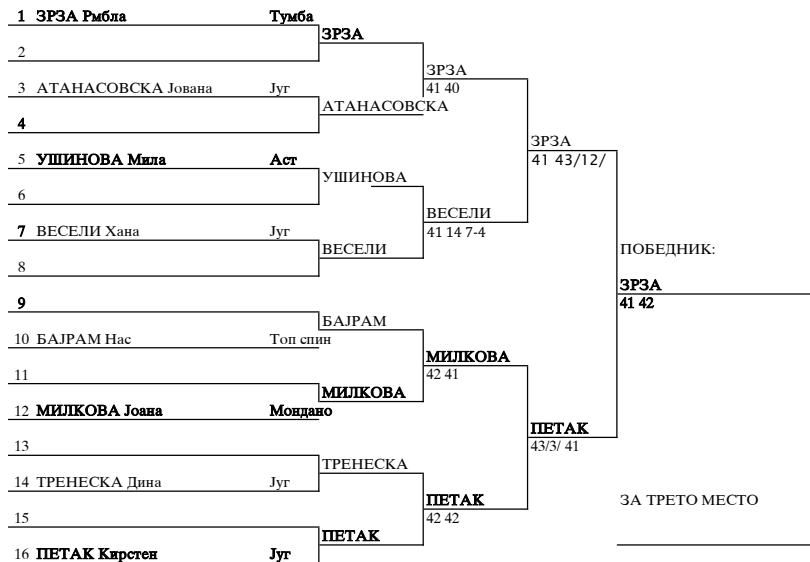 1 ЗРЗА Рмбла Тумба
ЗРЗА
2
ЗРЗА
41 40
3 АТАНАСОВСКА Јована Југ
АТАНАСОВСКА
4
ЗРЗА
41 43/12/
5 УШИНОВА Мила Аст
УШИНОВА
6
ВЕСЕЛИ
41 14 7-4
7 ВЕСЕЛИ Хана Југ
ВЕСЕЛИ
8
ПОБЕДНИК:
ЗРЗА
41 42
9
БАЈРАМ
10 БАЈРАМ Нас Топ спин
МИЛКОВА
42 41
11
МИЛКОВА
12 МИЛКОВА Јоана Мондано
ПЕТАК
43/3/ 41
13
ТРЕНЕСКА
14 ТРЕНЕСКА Дина Југ
ПЕТАК
42 42
ЗА ТРЕТО МЕСТО
15
ПЕТАК
16 ПЕТАК Кирстен Југ